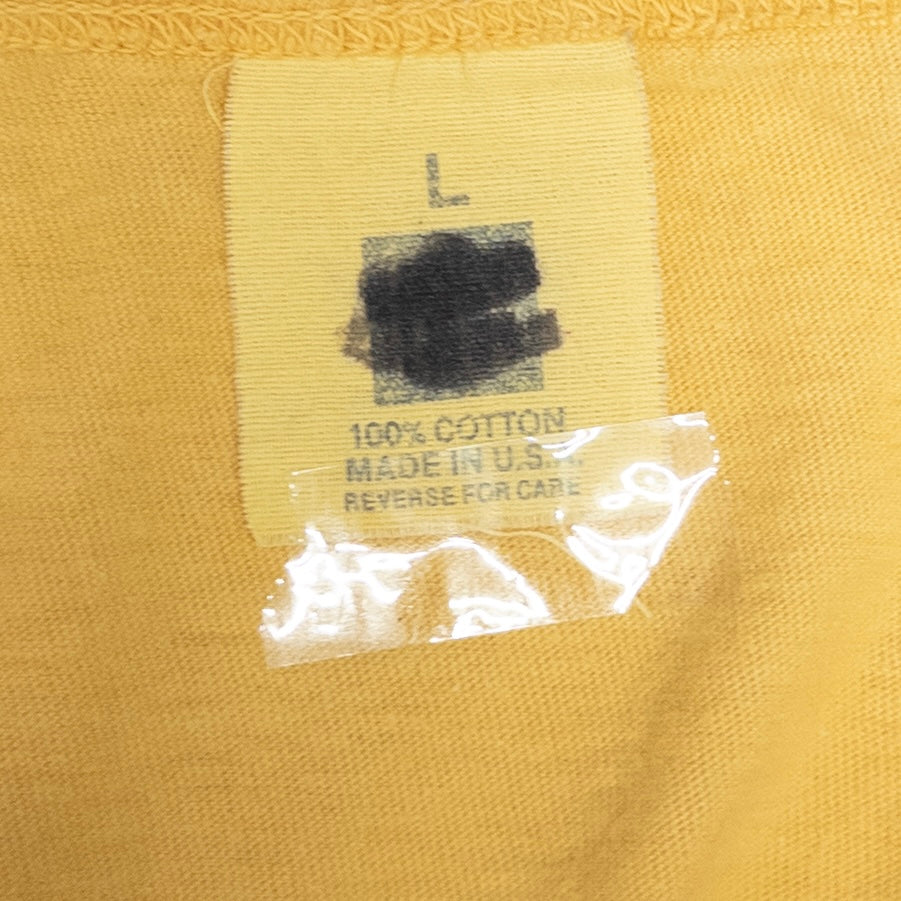 L
100% COTTON
MADE IN U.S.A.
REVERSE FOR CARE